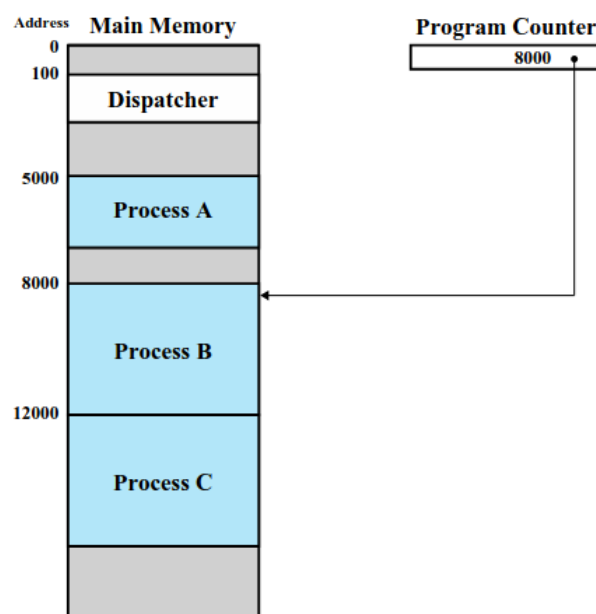 Address
Main Memory
Program Counter
0
8000
100
Dispatcher
5000
Process A
8000
Process B
12000
Process C